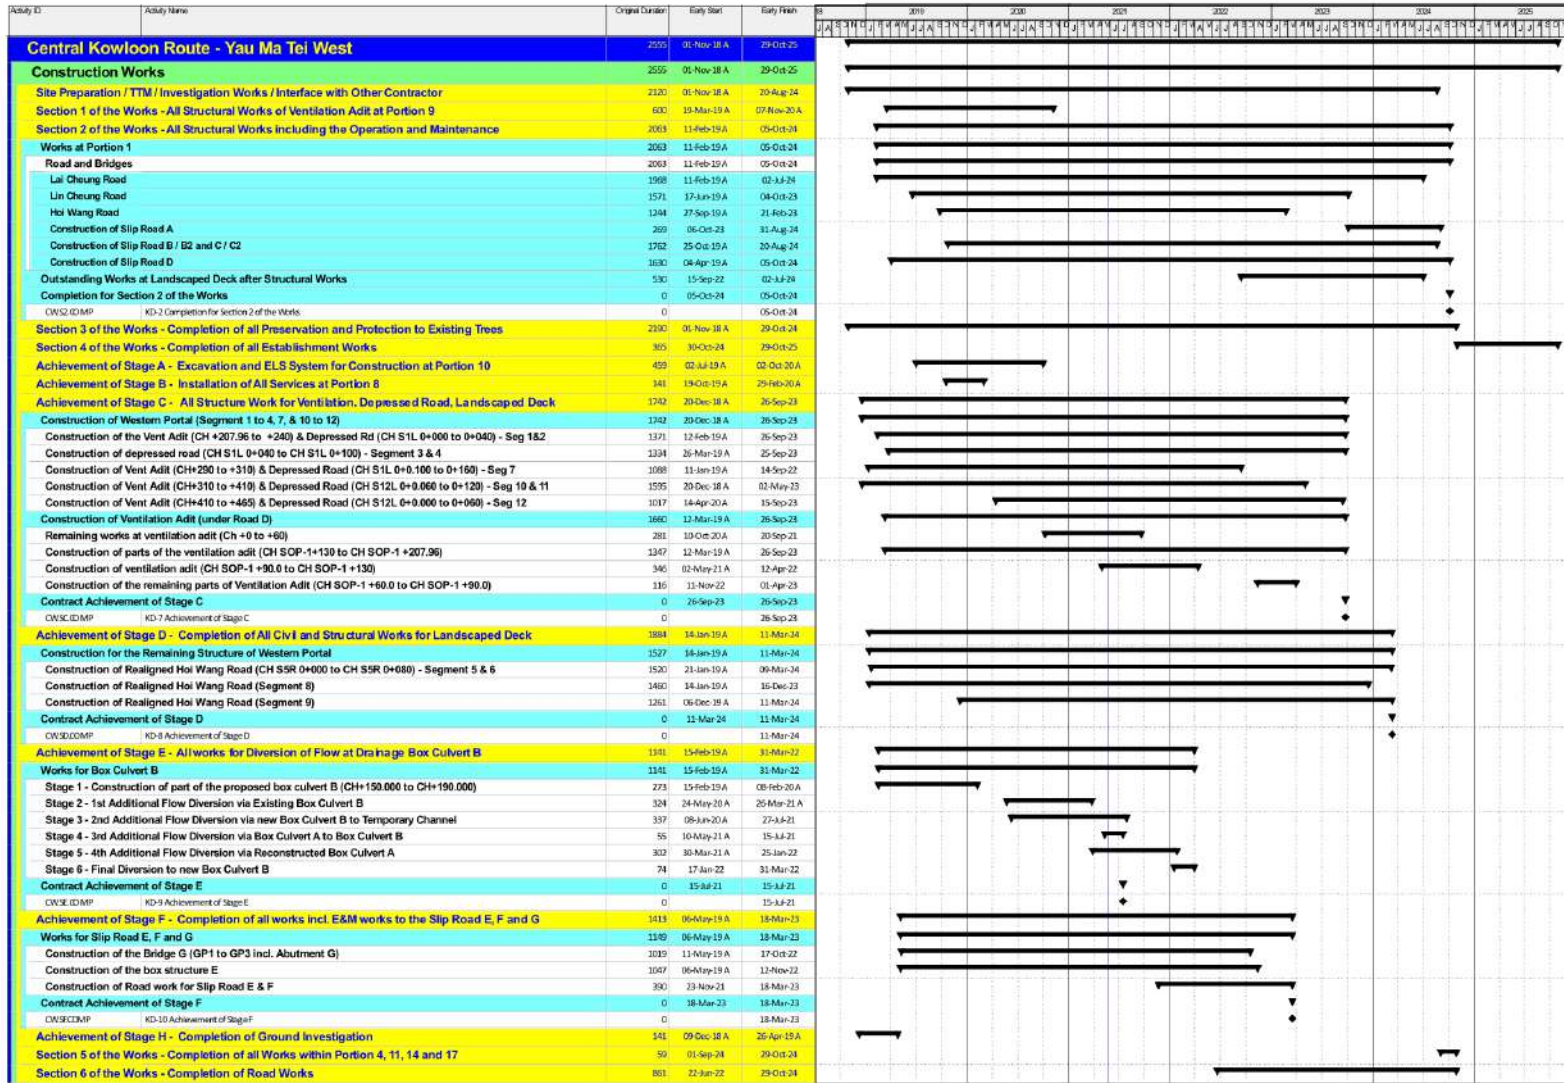 Activity ID Activity Name Original Duration Early Start Early Finish 2019 2020 2021 2022 2023 2024 2025
Central Kowloon Route - Yau Ma Tei West 2555 01-Nov-18 A 29-Oct-25
Construction Works 2555 01-Nov-18 A 29-Oct-25
Site Preparation / TTM / Investigation Works / Interface with Other Contractor 2120 01-Nov-18 A 20-Aug-24
Section 1 of the Works - All Structural Works of Ventilation Adit at Portion 9 600 19-Mar-19 A 07-Nov-20 A
Section 2 of the Works - All Structural Works including the Operation and Maintenance 2063 11-Feb-19 A 05-Oct-24
Works at Portion 1 2063 11-Feb-19 A 05-Oct-24
Road and Bridges 2063 11-Feb-19 A 05-Oct-24
Lai Cheung Road 1968 11-Feb-19 A 02-Jul-24
Lin Cheung Road 1571 17-Jun-19 A 04-Oct-23
Hoi Wang Road 1244 27-Sep-19 A 21-Feb-23
Construction of Slip Road A 269 06-Oct-23 31-Aug-24
Construction of Slip Road B / B2 and C / C2 1762 25-Oct-19 A 20-Aug-24
Construction of Slip Road D 1630 04-Apr-19 A 05-Oct-24
Outstanding Works at Landscaped Deck after Structural Works 530 15-Sep-22 02-Jul-24
Completion for Section 2 of the Works 0 05-Oct-24 05-Oct-24
CW.S2.COMP KD-2 Completion for Section 2 of the Works 0 05-Oct-24
Section 3 of the Works - Completion of all Preservation and Protection to Existing Trees 2190 01-Nov-18 A 29-Oct-24
Section 4 of the Works - Completion of all Establishment Works 365 30-Oct-24 29-Oct-25
Achievement of Stage A - Excavation and ELS System for Construction at Portion 10 459 02-Jul-19 A 02-Oct-20 A
Achievement of Stage B - Installation of All Services at Portion 8 141 19-Oct-19 A 29-Feb-20 A
Achievement of Stage C - All Structure Work for Ventilation. Depressed Road, Landscaped Deck 1742 20-Dec-18 A 26-Sep-23
Construction of Western Portal (Segment 1 to 4, 7, & 10 to 12) 1742 20-Dec-18 A 26-Sep-23
Construction of the Vent Adit (CH +207.96 to +240) & Depressed Rd (CH S1L 0+000 to 0+040) - Seg 1&2 1371 12-Feb-19 A 26-Sep-23
Construction of depressed road (CH S1L 0+040 to CH S1L 0+100) - Segment 3 & 4 1334 26-Mar-19 A 25-Sep-23
Construction of Vent Adit (CH+290 to +310) & Depressed Road (CH S1L 0+0.100 to 0+160) - Seg 7 1088 11-Jan-19 A 14-Sep-22
Construction of Vent Adit (CH+310 to +410) & Depressed Road (CH S12L 0+0.060 to 0+120) - Seg 10 & 11 1595 20-Dec-18 A 02-May-23
Construction of Vent Adit (CH+410 to +465) & Depressed Road (CH S12L 0+0.000 to 0+060) - Seg 12 1017 14-Apr-20 A 15-Sep-23
Construction of Ventilation Adit (under Road D) 1660 12-Mar-19 A 26-Sep-23
Remaining works at ventilation adit (Ch +0 to +60) 281 10-Oct-20 A 20-Sep-21
Construction of parts of the ventilation adit (CH SOP-1+130 to CH SOP-1 +207.96) 1347 12-Mar-19 A 26-Sep-23
Construction of ventilation adit (CH SOP-1 +90.0 to CH SOP-1 +130) 346 02-May-21 A 12-Apr-22
Construction of the remaining parts of Ventilation Adit (CH SOP-1 +60.0 to CH SOP-1 +90.0) 116 11-Nov-22 01-Apr-23
Contract Achievement of Stage C 0 26-Sep-23 26-Sep-23
CW.SC.COMP KD-7 Achievement of Stage C 0 26-Sep-23
Achievement of Stage D - Completion of All Civil and Structural Works for Landscaped Deck 1884 14-Jan-19 A 11-Mar-24
Construction for the Remaining Structure of Western Portal 1527 14-Jan-19 A 11-Mar-24
Construction of Realigned Hoi Wang Road (CH S5R 0+000 to CH S5R 0+080) - Segment 5 & 6 1520 21-Jan-19 A 09-Mar-24
Construction of Realigned Hoi Wang Road (Segment 8) 1460 14-Jan-19 A 16-Dec-23
Construction of Realigned Hoi Wang Road (Segment 9) 1261 06-Dec-19 A 11-Mar-24
Contract Achievement of Stage D 0 11-Mar-24 11-Mar-24
CW.SD.COMP KD-8 Achievement of Stage D 0 11-Mar-24
Achievement of Stage E - All works for Diversion of Flow at Drainage Box Culvert B 1141 15-Feb-19 A 31-Mar-22
Works for Box Culvert B 1141 15-Feb-19 A 31-Mar-22
Stage 1 - Construction of part of the proposed box culvert B (CH+150.000 to CH+190.000) 273 15-Feb-19 A 08-Feb-20 A
Stage 2 - 1st Additional Flow Diversion via Existing Box Culvert B 324 24-May-20 A 26-Mar-21 A
Stage 3 - 2nd Additional Flow Diversion via new Box Culvert B to Temporary Channel 337 08-Jun-20 A 27-Jul-21
Stage 4 - 3rd Additional Flow Diversion via Box Culvert A to Box Culvert B 55 10-May-21 A 15-Jul-21
Stage 5 - 4th Additional Flow Diversion via Reconstructed Box Culvert A 302 30-Mar-21 A 25-Jan-22
Stage 6 - Final Diversion to new Box Culvert B 74 17-Jan-22 31-Mar-22
Contract Achievement of Stage E 0 15-Jul-21 15-Jul-21
CW.SE.COMP KD-9 Achievement of Stage E 0 15-Jul-21
Achievement of Stage F - Completion of all works incl. E&M works to the Slip Road E, F and G 1413 06-May-19 A 18-Mar-23
Works for Slip Road E, F and G 1149 06-May-19 A 18-Mar-23
Construction of the Bridge G (GP1 to GP3 incl. Abutment G) 1019 11-May-19 A 17-Oct-22
Construction of the box structure E 1047 06-May-19 A 12-Nov-22
Construction of Road work for Slip Road E & F 390 23-Nov-21 18-Mar-23
Contract Achievement of Stage F 0 18-Mar-23 18-Mar-23
CW.SF.COMP KD-10 Achievement of Stage F 0 18-Mar-23
Achievement of Stage H - Completion of Ground Investigation 141 09-Dec-18 A 26-Apr-19 A
Section 5 of the Works - Completion of all Works within Portion 4, 11, 14 and 17 59 01-Sep-24 29-Oct-24
Section 6 of the Works - Completion of Road Works 861 22-Jun-22 29-Oct-24